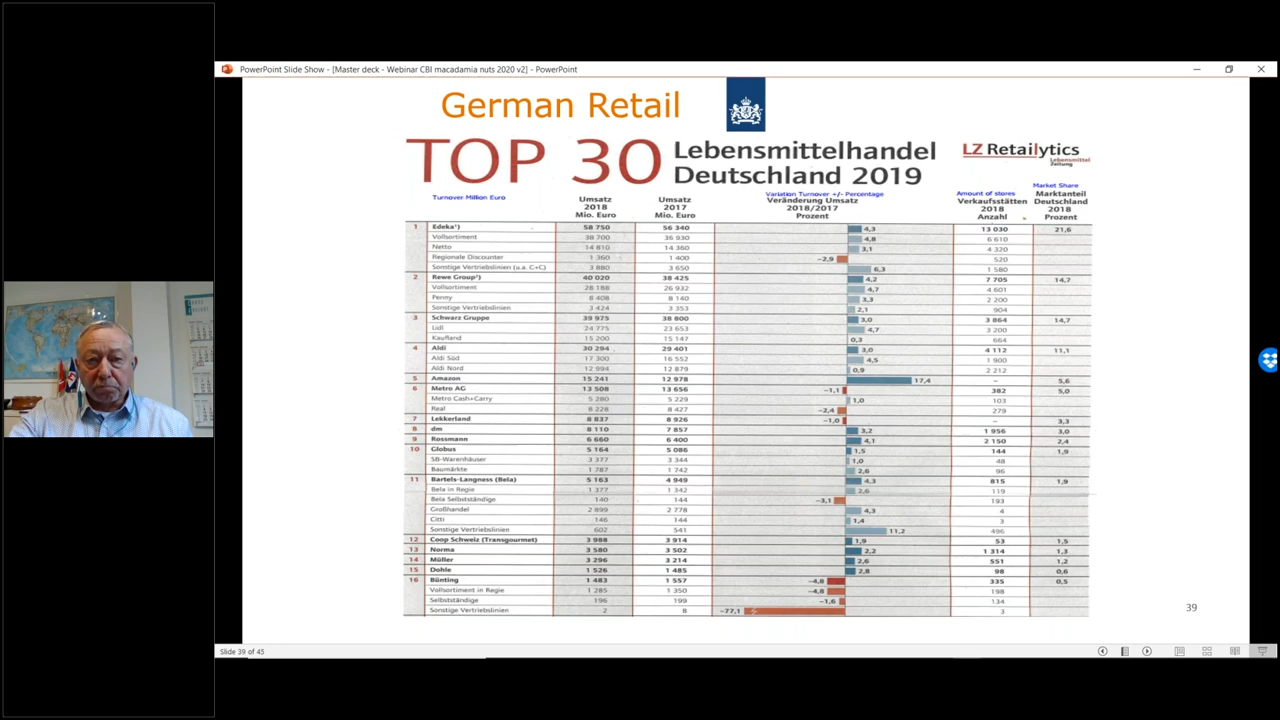 PowerPoint Slide Show - [Master deck - Webinar CBI macadamia nuts 2020 v2] - PowerPoint
German Retail
TOP 30 Lebensmittelhandel Deutschland 2019
LZ Retailytics
Lebensmittel Zeitung
Turnover Million Euro
Umsatz 2018 Mio. Euro
Umsatz 2017 Mio. Euro
Variation Turnover +/- Percentage
Veränderung Umsatz 2018/2017 Prozent
Amount of stores
Verkaufsstätten 2018 Anzahl
Market Share
Marktanteil Deutschland 2018 Prozent
1 Edeka¹) 58 750 56 340 4,3 13 030 21,6
Vollsortiment 38 700 36 930 4,8 6 610
Netto 14 810 14 360 3,1 4 320
Regionale Discounter 1 360 1 400 −2,9 520
Sonstige Vertriebslinien (u.a. C+C) 3 880 3 650 6,3 1 580
2 Rewe Group¹) 40 020 38 425 4,2 7 705 14,7
Vollsortiment 28 188 26 932 4,7 4 601
Penny 8 408 8 140 3,3 2 200
Sonstige Vertriebslinien 3 424 3 353 2,1 904
3 Schwarz Gruppe 39 975 38 800 3,0 3 864 14,7
Lidl 24 775 23 653 4,7 3 200
Kaufland 15 200 15 147 0,3 664
4 Aldi 30 294 29 401 3,0 4 112 11,1
Aldi Süd 17 300 16 552 4,5 1 900
Aldi Nord 12 994 12 879 0,9 2 212
5 Amazon 15 241 12 978 17,4 – 5,6
6 Metro AG 13 508 13 656 −1,1 382 5,0
Metro Cash+Carry 5 280 5 229 1,0 103
Real 8 228 8 427 −2,4 279
7 Lekkerland 8 837 8 926 −1,0 – 3,3
8 dm 8 110 7 857 3,2 1 956 3,0
9 Rossmann 6 660 6 400 4,1 2 150 2,4
10 Globus 5 164 5 086 1,5 144 1,9
SB-Warenhäuser 3 377 3 344 1,0 48
Baumärkte 1 787 1 742 2,6 96
11 Bartels-Langness (Bela) 5 163 4 949 4,3 815 1,9
Bela in Regie 1 377 1 342 2,6 119
Bela Selbstständige 140 144 −3,1 193
Großhandel 2 899 2 778 4,3 4
Citti 146 144 1,4 3
Sonstige Vertriebslinien 602 541 11,2 496
12 Coop Schweiz (Transgourmet) 3 988 3 914 1,9 53 1,5
13 Norma 3 580 3 502 2,2 1 314 1,3
14 Müller 3 296 3 214 2,6 551 1,2
15 Dohle 1 526 1 485 2,8 98 0,6
16 Bünting 1 483 1 557 −4,8 335 0,5
Vollsortiment in Regie 1 285 1 350 −4,8 198
Selbstständige 196 199 −1,6 134
Sonstige Vertriebslinien 2 8 −77,1 3
39
Slide 39 of 45